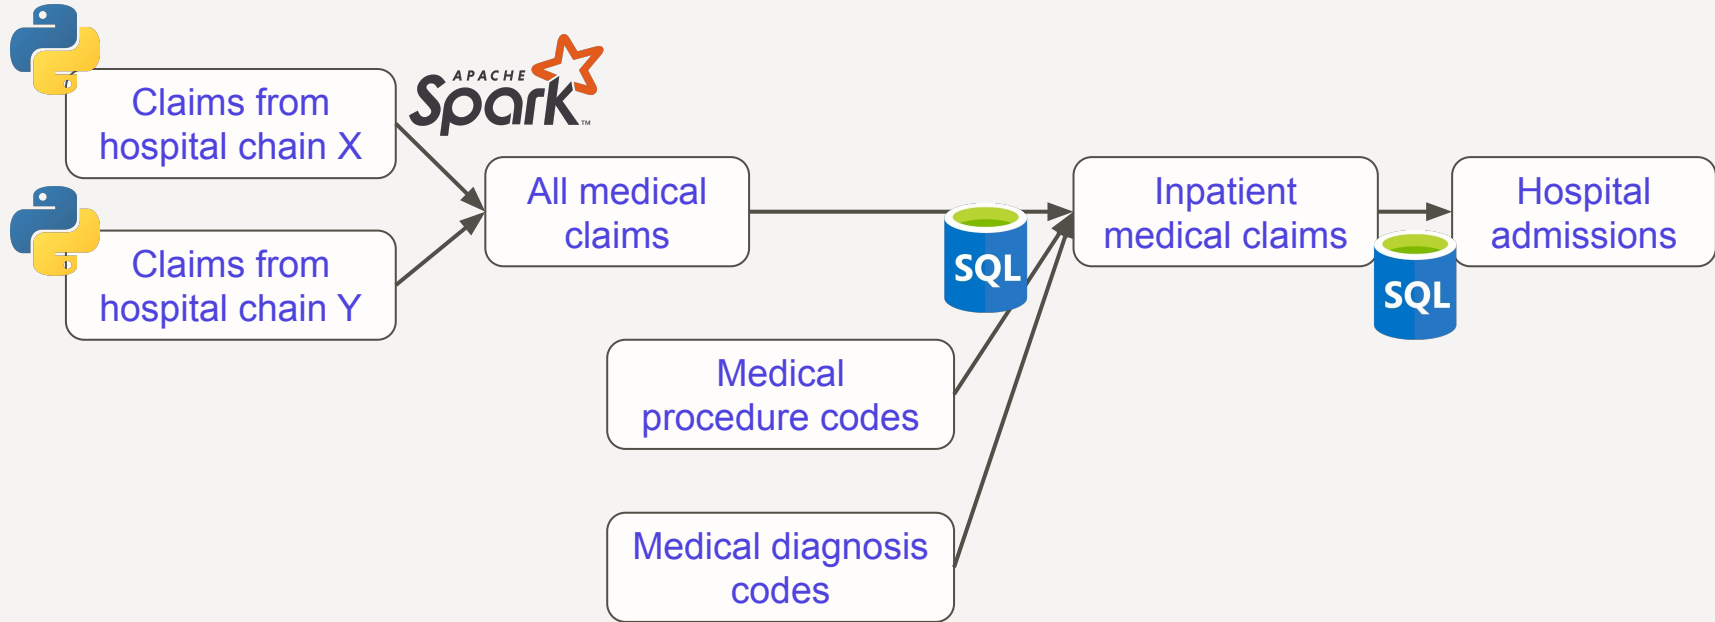 Claims from
hospital chain X
APACHE
Spark™
Claims from
hospital chain Y
All medical
claims
SQL
Medical
procedure codes
Medical diagnosis
codes
Inpatient
medical claims
SQL
Hospital
admissions